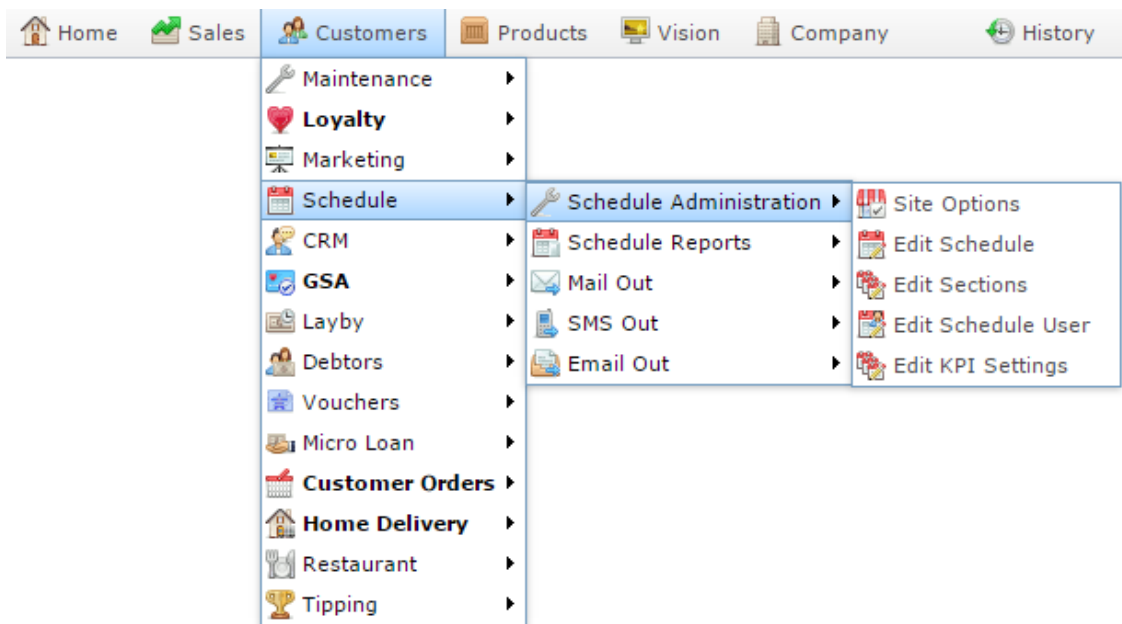 Home Sales Customers Products Vision Company History
Maintenance
Loyalty
Marketing
Schedule Schedule Administration Site Options
CRM Schedule Reports Edit Schedule
GSA Mail Out Edit Sections
Layby SMS Out Edit Schedule User
Debtors Email Out Edit KPI Settings
Vouchers
Micro Loan
Customer Orders
Home Delivery
Restaurant
Tipping